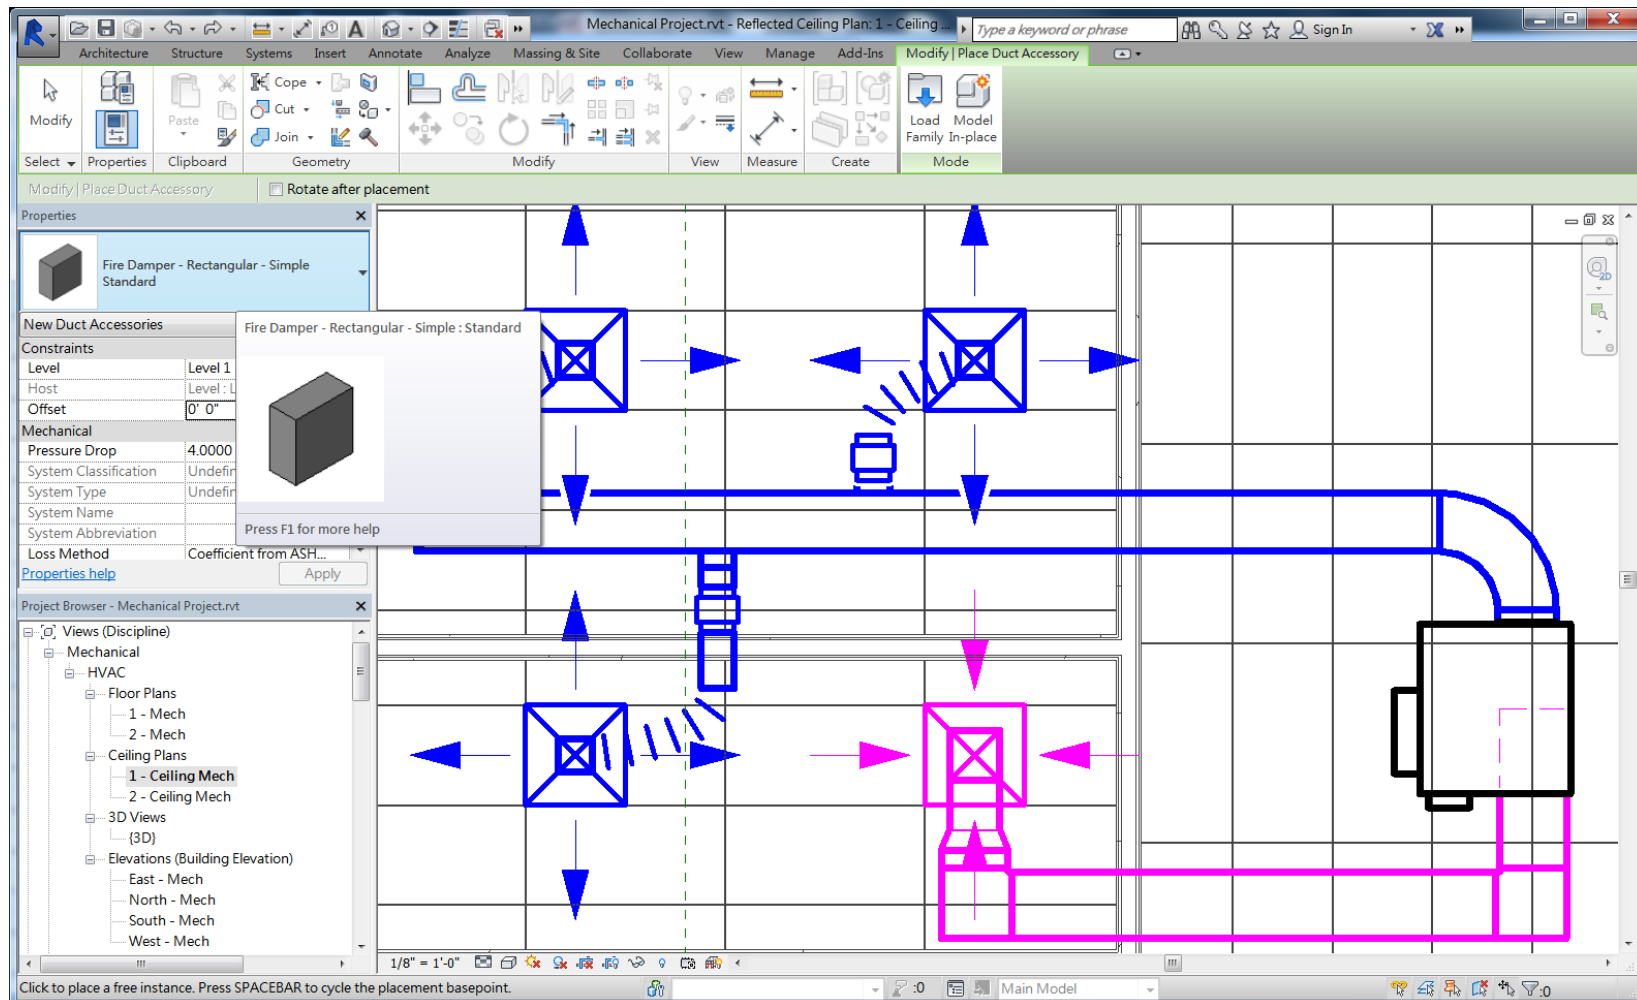 Mechanical Project.rvt - Reflected Ceiling Plan: 1 - Ceiling ...
Type a keyword or phrase
Sign In
Architecture Structure Systems Insert Annotate Analyze Massing & Site Collaborate View Manage Add-Ins Modify | Place Duct Accessory
Modify
Paste
Cope
Cut
Join
Load Family
Model In-place
Select Properties Clipboard Geometry Modify View Measure Create Mode
Modify | Place Duct Accessory
Rotate after placement
Properties
Fire Damper - Rectangular - Simple
Standard
New Duct Accessories
Constraints
Level Level 1
Host Level : L
Offset 0' 0"
Mechanical
Pressure Drop 4.0000
System Classification Undefin
System Type Undefin
System Name
System Abbreviation
Loss Method Coefficient from ASH...
Properties help
Apply
Fire Damper - Rectangular - Simple : Standard
Press F1 for more help
Project Browser - Mechanical Project.rvt
Views (Discipline)
Mechanical
HVAC
Floor Plans
1 - Mech
2 - Mech
Ceiling Plans
1 - Ceiling Mech
2 - Ceiling Mech
3D Views
{3D}
Elevations (Building Elevation)
East - Mech
North - Mech
South - Mech
West - Mech
2D
1/8" = 1'-0"
Click to place a free instance. Press SPACEBAR to cycle the placement basepoint.
:0
Main Model
:0